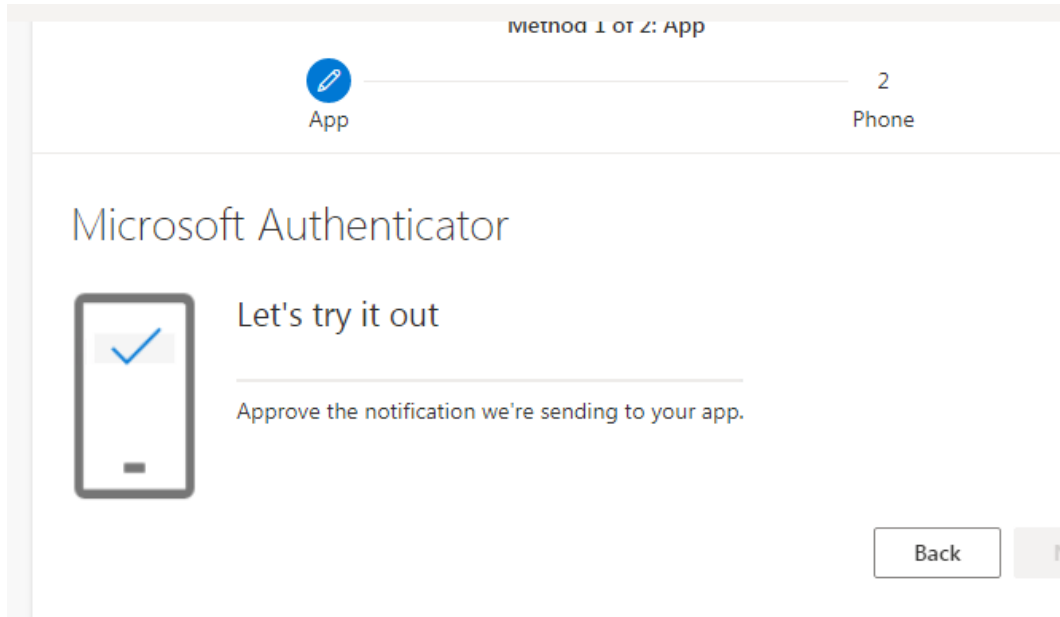 Method 1 of 2: App
2
App
Phone
Microsoft Authenticator
Let's try it out
Approve the notification we're sending to your app.
Back